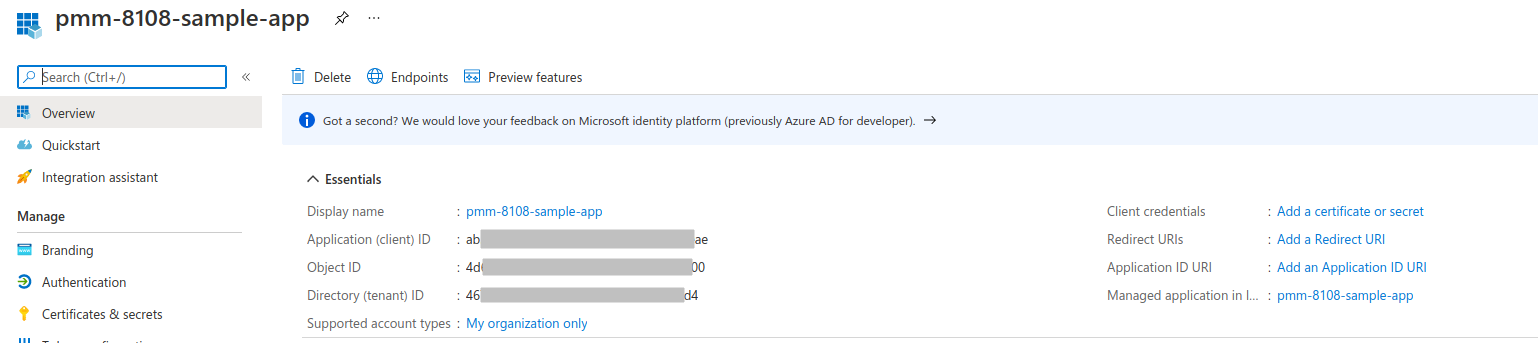 pmm-8108-sample-app
Search (Ctrl+/)
Overview
Quickstart
Integration assistant
Manage
Branding
Authentication
Certificates & secrets
Delete Endpoints Preview features
Got a second? We would love your feedback on Microsoft identity platform (previously Azure AD for developer).
Essentials
Display name : pmm-8108-sample-app
Application (client) ID : ab ae
Object ID : 4d 00
Directory (tenant) ID : 46 d4
Supported account types : My organization only
Client credentials : Add a certificate or secret
Redirect URIs : Add a Redirect URI
Application ID URI : Add an Application ID URI
Managed application in l... : pmm-8108-sample-app